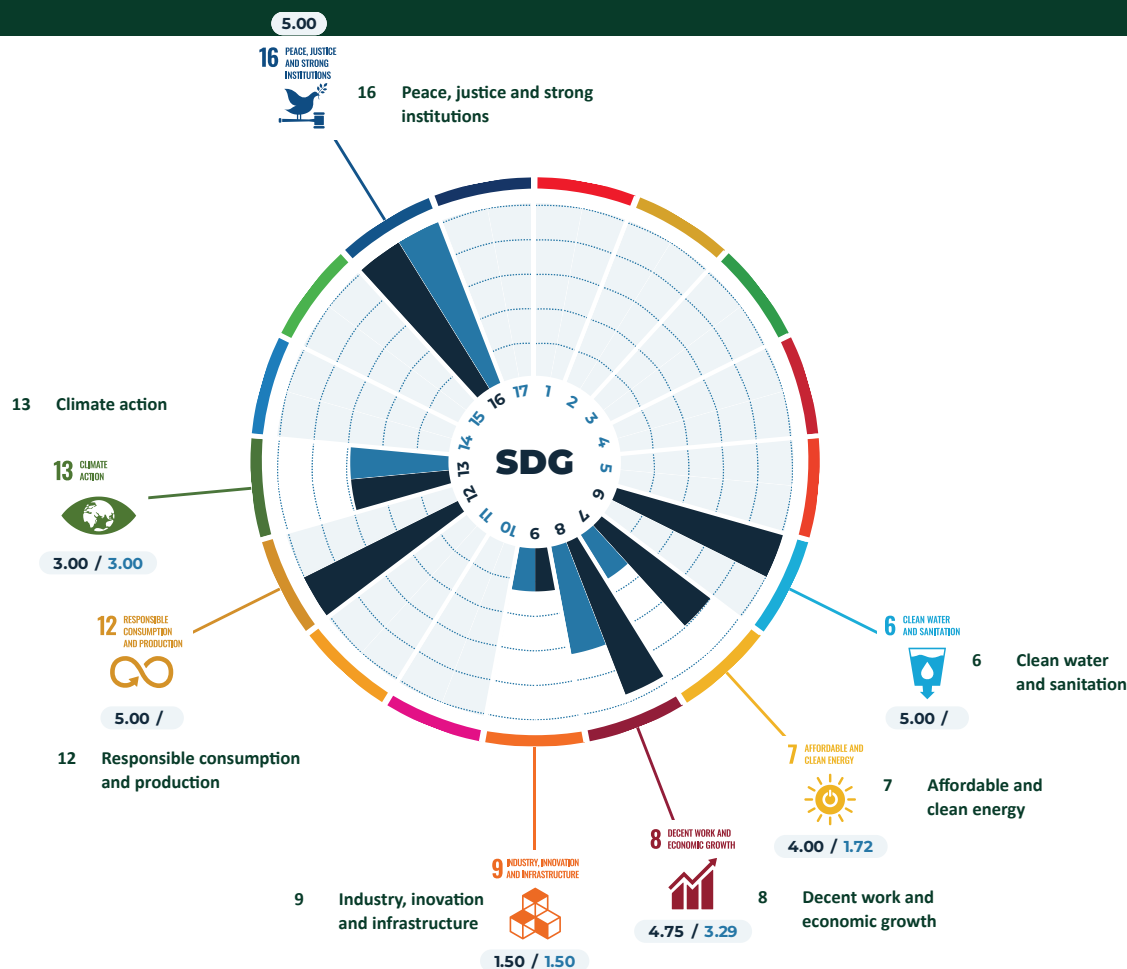 5.00
16 PEACE, JUSTICE
AND STRONG
INSTITUTIONS
16 Peace, justice and strong
institutions
13 Climate action
13 CLIMATE
ACTION
3.00 / 3.00
12 RESPONSIBLE
CONSUMPTION
AND PRODUCTION
5.00 /
12 Responsible consumption
and production
SDG
1
2
3
4
5
6
7
8
9
10
11
12
13
14
15
16
17
6 CLEAN WATER
AND SANITATION
5.00 /
6 Clean water
and sanitation
7 AFFORDABLE AND
CLEAN ENERGY
4.00 / 1.72
7 Affordable and
clean energy
8 DECENT WORK AND
ECONOMIC GROWTH
4.75 / 3.29
8 Decent work and
economic growth
9 INDUSTRY, INNOVATION
AND INFRASTRUCTURE
1.50 / 1.50
9 Industry, inovation
and infrastructure